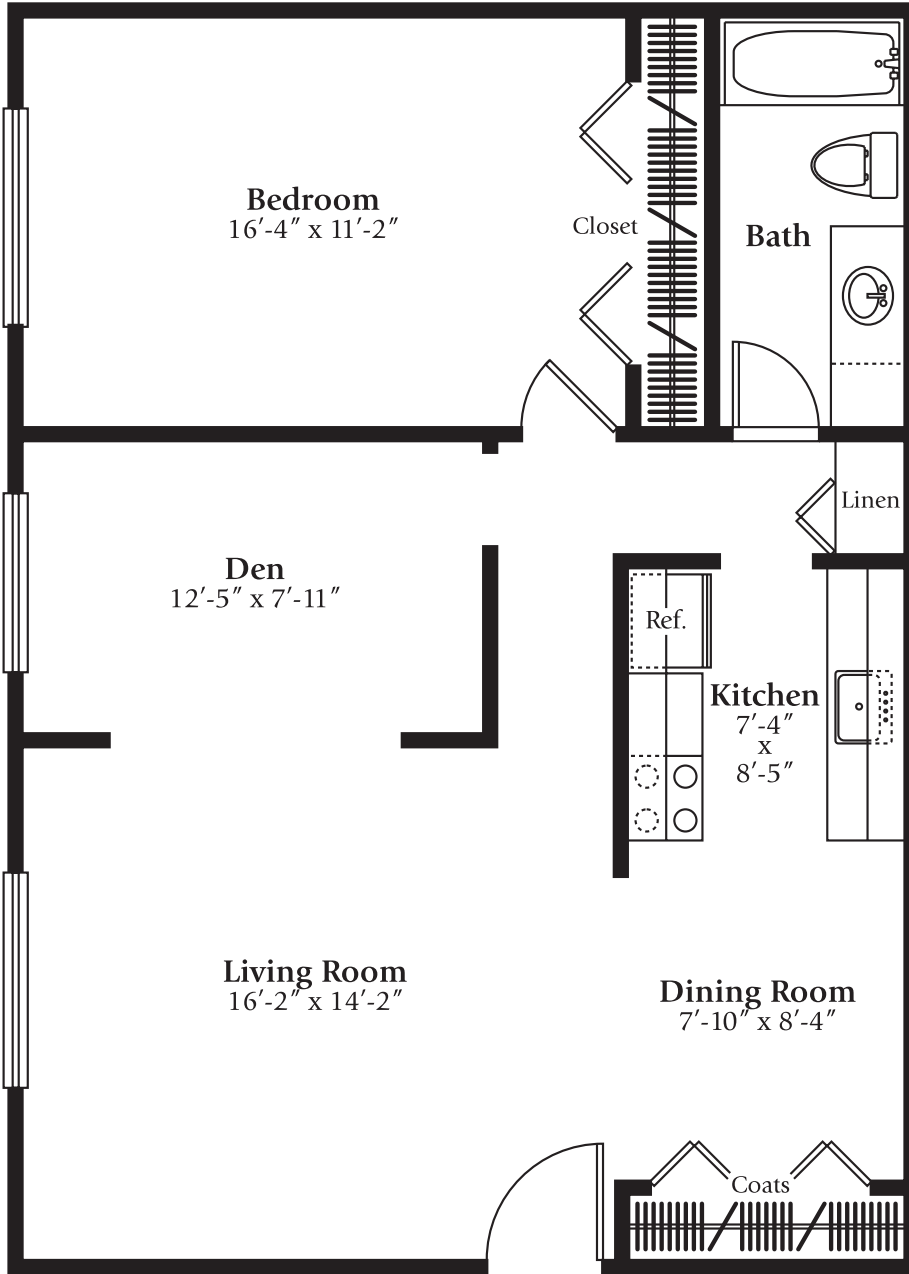 Bedroom
16′-4″ x 11′-2″
Closet
Bath
Linen
Den
12′-5″ x 7′-11″
Ref.
Kitchen
7′-4″
x
8′-5″
Living Room
16′-2″ x 14′-2″
Dining Room
7′-10″ x 8′-4″
Coats